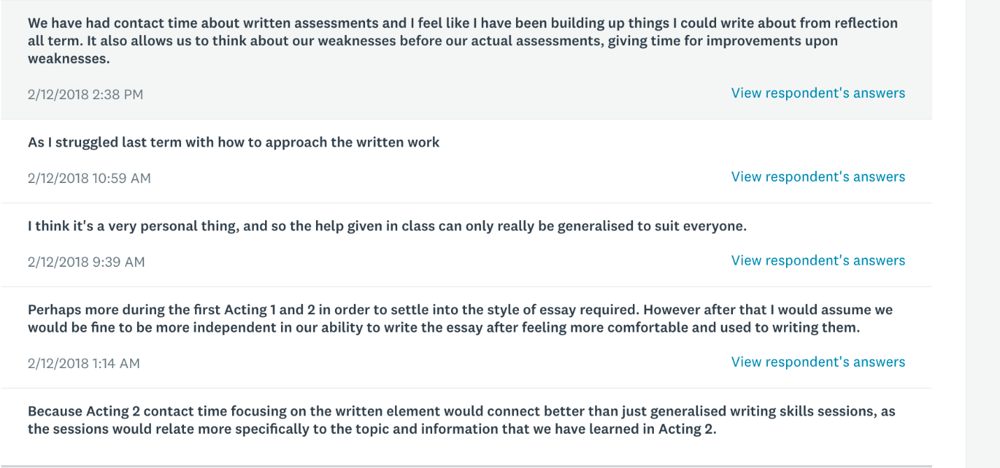 We have had contact time about written assessments and I feel like I have been building up things I could write about from reflection
all term. It also allows us to think about our weaknesses before our actual assessments, giving time for improvements upon
weaknesses.
2/12/2018 2:38 PM
View respondent's answers
As I struggled last term with how to approach the written work
2/12/2018 10:59 AM
View respondent's answers
I think it's a very personal thing, and so the help given in class can only really be generalised to suit everyone.
2/12/2018 9:39 AM
View respondent's answers
Perhaps more during the first Acting 1 and 2 in order to settle into the style of essay required. However after that I would assume we
would be fine to be more independent in our ability to write the essay after feeling more comfortable and used to writing them.
2/12/2018 1:14 AM
View respondent's answers
Because Acting 2 contact time focusing on the written element would connect better than just generalised writing skills sessions, as
the sessions would relate more specifically to the topic and information that we have learned in Acting 2.